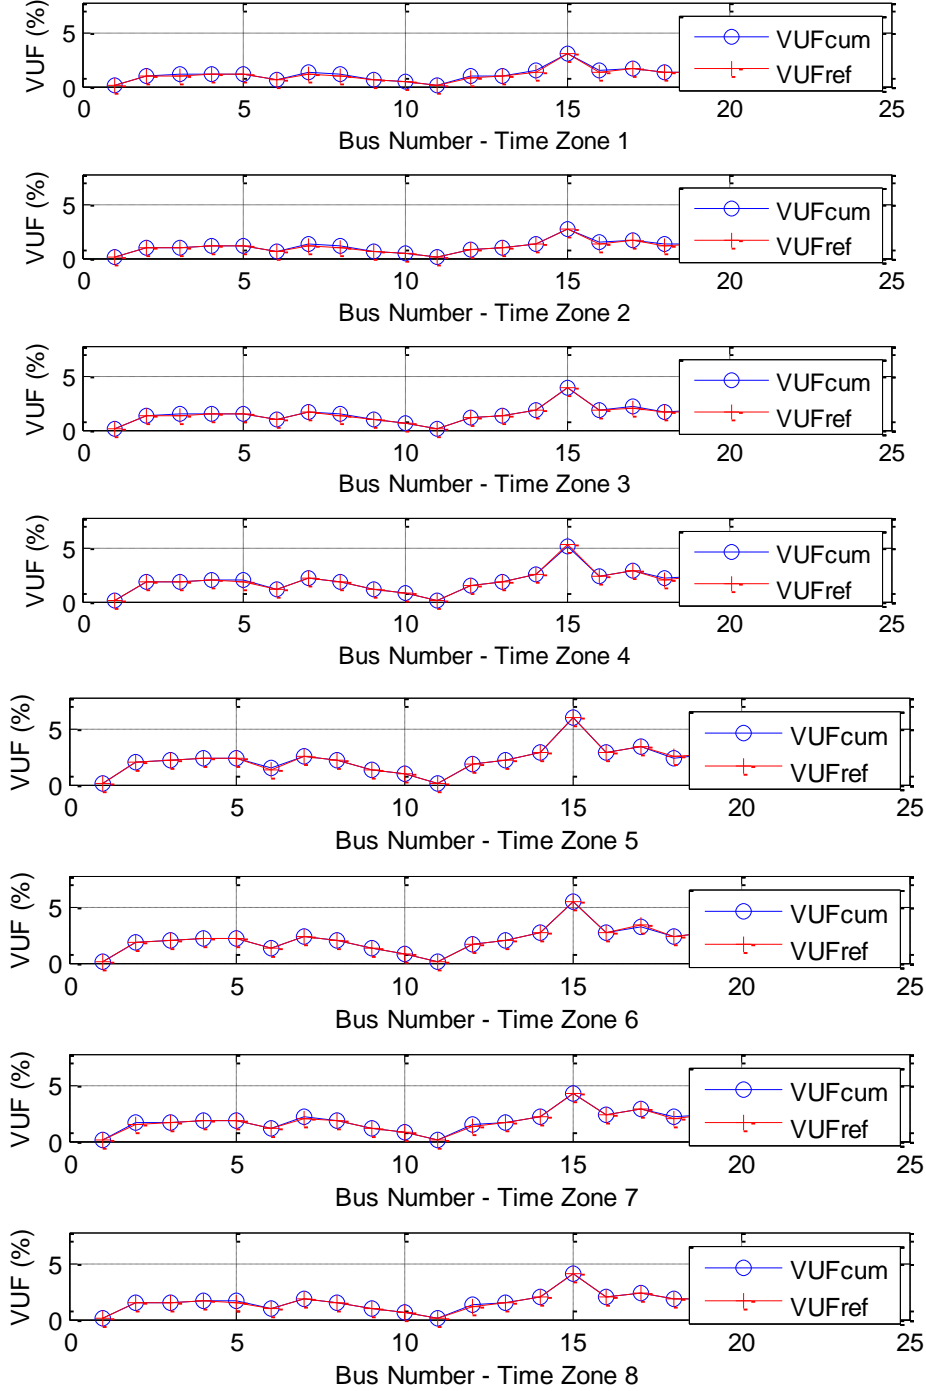 VUF (%)
5
0
VUFcum
VUFref
0 5 10 15 20 25
Bus Number - Time Zone 1
VUF (%)
5
0
VUFcum
VUFref
0 5 10 15 20 25
Bus Number - Time Zone 2
VUF (%)
5
0
VUFcum
VUFref
0 5 10 15 20 25
Bus Number - Time Zone 3
VUF (%)
5
0
VUFcum
VUFref
0 5 10 15 20 25
Bus Number - Time Zone 4
VUF (%)
5
0
VUFcum
VUFref
0 5 10 15 20 25
Bus Number - Time Zone 5
VUF (%)
5
0
VUFcum
VUFref
0 5 10 15 20 25
Bus Number - Time Zone 6
VUF (%)
5
0
VUFcum
VUFref
0 5 10 15 20 25
Bus Number - Time Zone 7
VUF (%)
5
0
VUFcum
VUFref
0 5 10 15 20 25
Bus Number - Time Zone 8